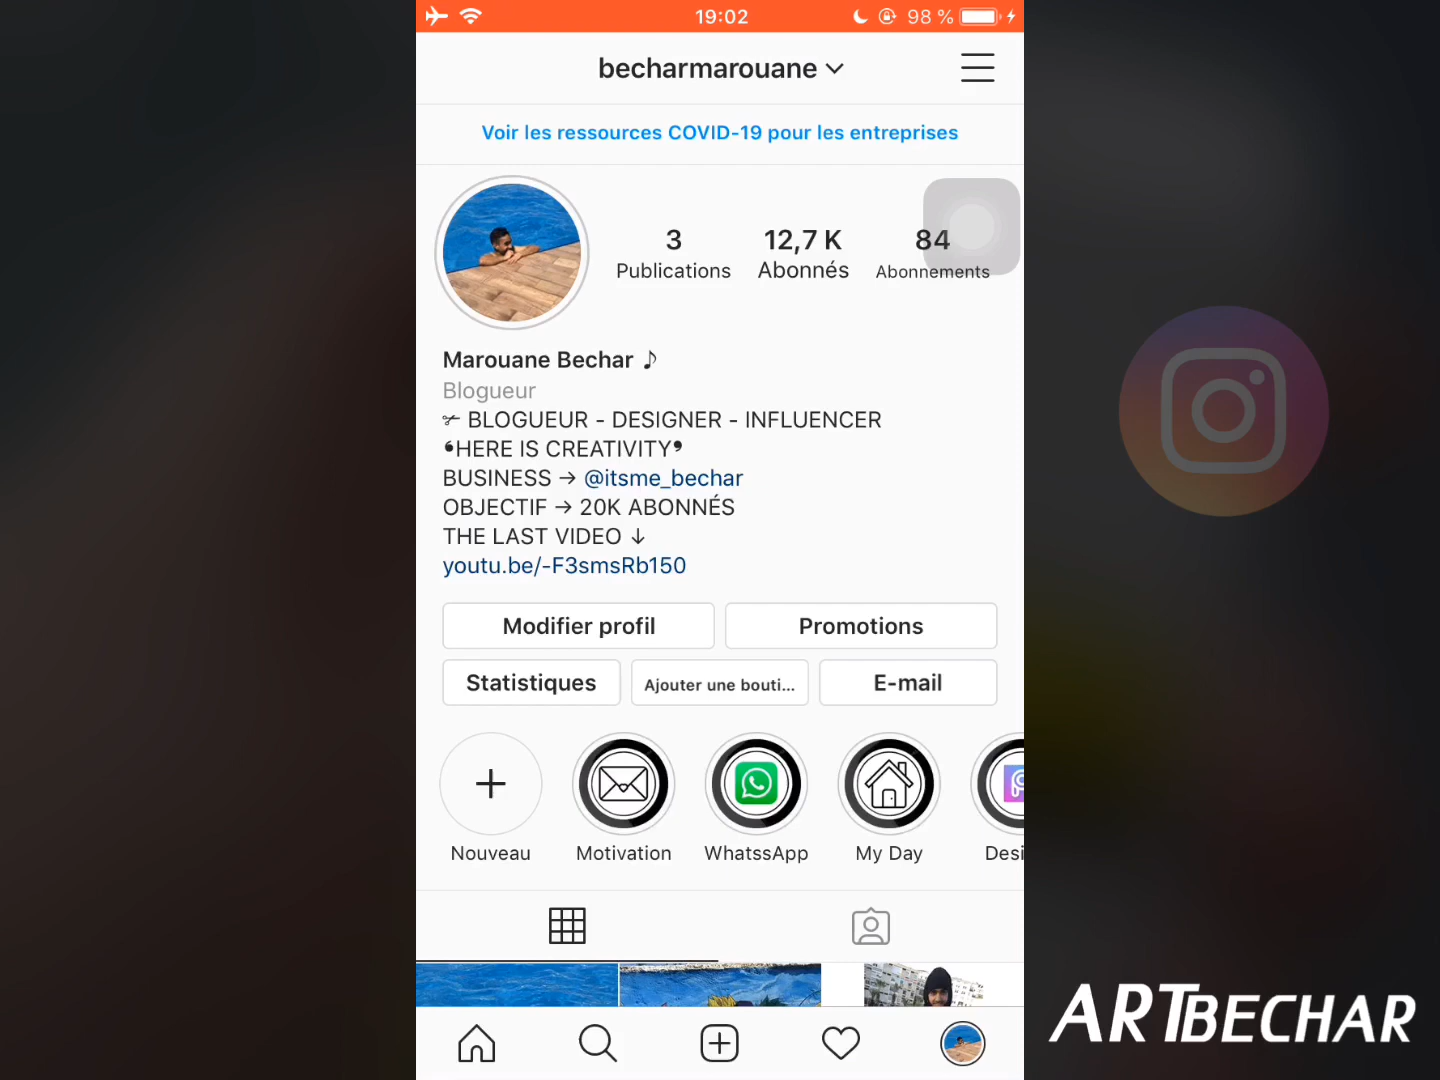 19:02
98 %
becharmarouane
Voir les ressources COVID-19 pour les entreprises
3
12,7 K
84
Publications
Abonnés
Abonnements
Marouane Bechar ♪
Blogueur
✃ BLOGUEUR - DESIGNER - INFLUENCER
❛HERE IS CREATIVITY❜
BUSINESS → @itsme_bechar
OBJECTIF → 20K ABONNÉS
THE LAST VIDEO ↓
youtu.be/-F3smsRb150
Modifier profil
Promotions
Statistiques
Ajouter une bouti...
E-mail
Nouveau
Motivation
WhatssApp
My Day
Desi
ARTBECHAR